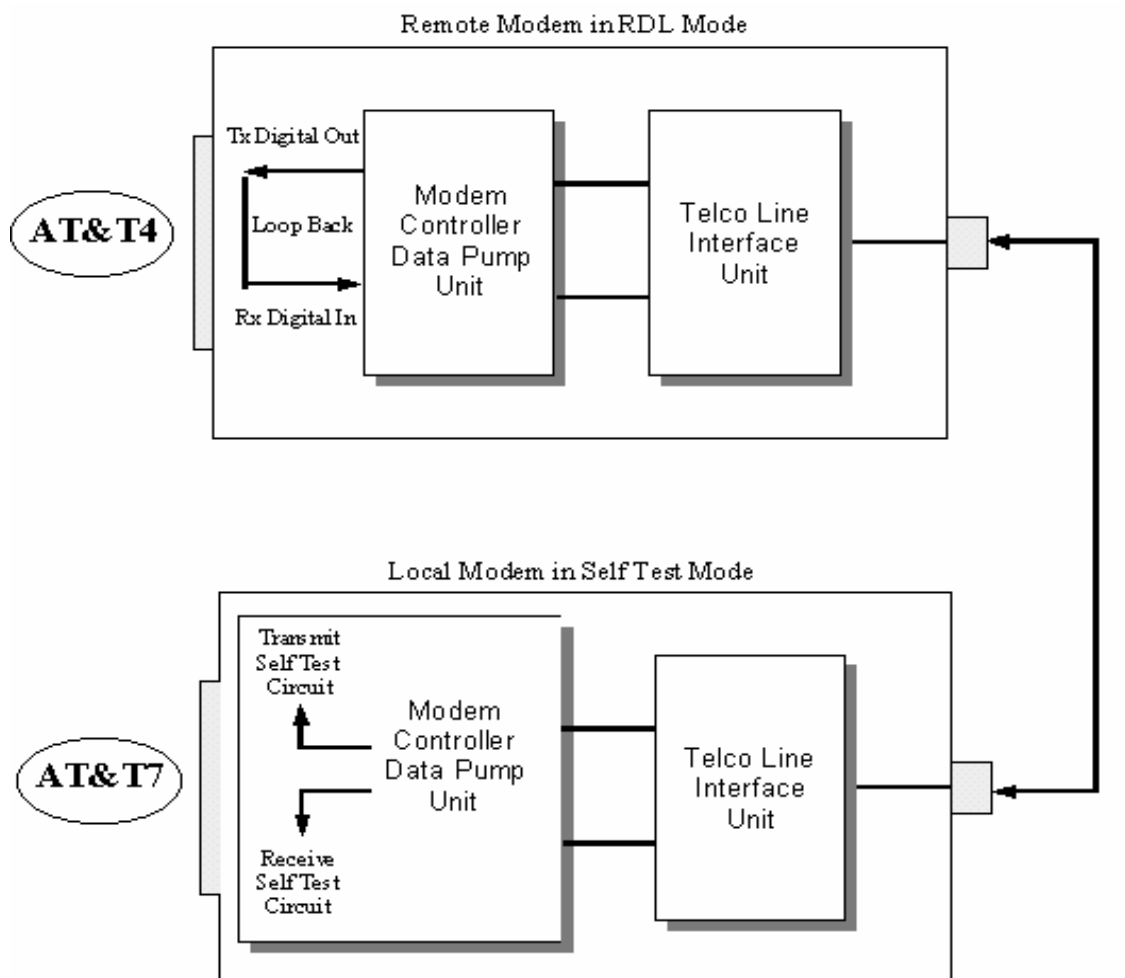 Remote Modem in RDL Mode
Tx Digital Out
Loop Back
Rx Digital In
AT&T4
Modem
Controller
Data Pump
Unit
Telco Line
Interface
Unit
Local Modem in Self Test Mode
Transmit
Self Test
Circuit
Receive
Self Test
Circuit
AT&T7
Modem
Controller
Data Pump
Unit
Telco Line
Interface
Unit